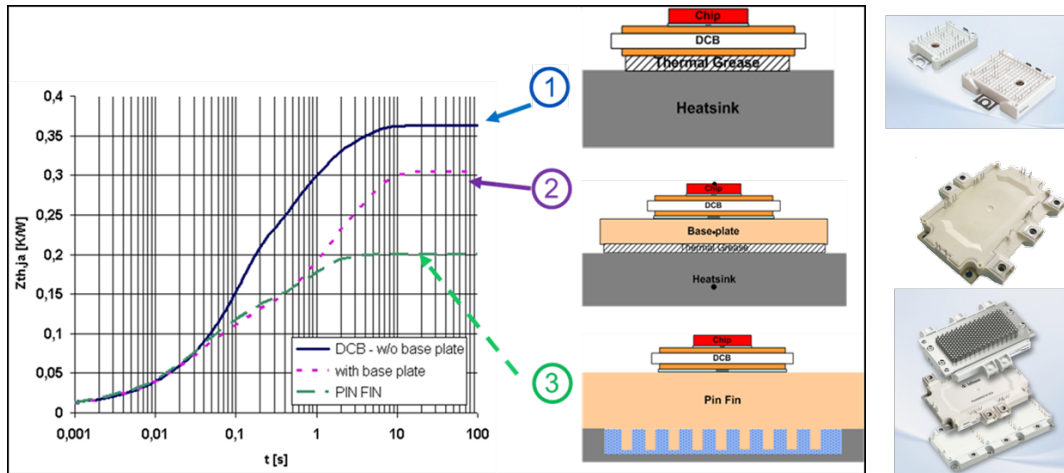 Zth,ja [K/W]
0,4
0,35
0,3
0,25
0,2
0,15
0,1
0,05
0
0,001
0,01
0,1
1
10
100
t [s]
DCB - w/o base plate
with base plate
PIN FIN
1
2
3
Chip
DCB
Thermal Grease
Heatsink
Chip
DCB
Base-plate
Thermal Grease
Heatsink
Chip
DCB
Pin Fin